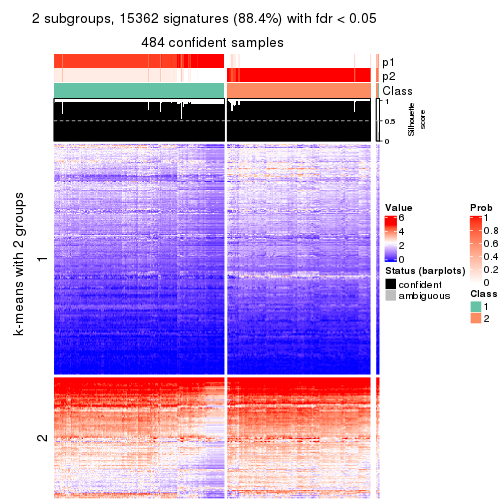 2 subgroups, 15362 signatures (88.4%) with fdr < 0.05
484 confident samples
p1
p2
Class
1
0.5
0
Silhouette
score
k-means with 2 groups
1
2
Value
6
4
2
0
Status (barplots)
confident
ambiguous
Prob
1
0.8
0.6
0.4
0.2
0
Class
1
2